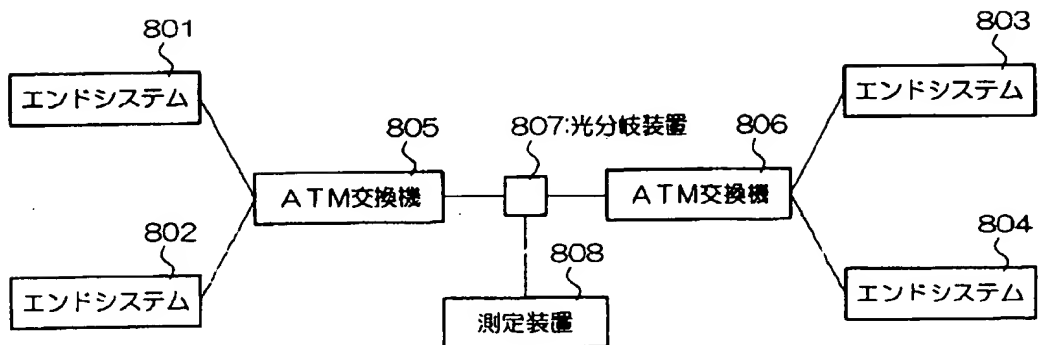 801
エンドシステム
803
エンドシステム
805
ATM交換機
807:光分岐装置
806
ATM交換機
802
エンドシステム
804
エンドシステム
808
測定装置